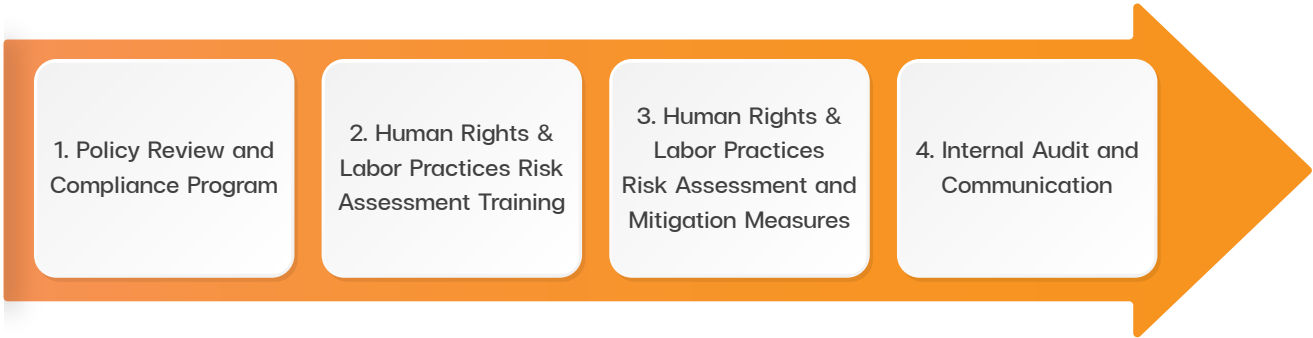 1. Policy Review and
Compliance Program
2. Human Rights &
Labor Practices Risk
Assessment Training
3. Human Rights &
Labor Practices
Risk Assessment and
Mitigation Measures
4. Internal Audit and
Communication